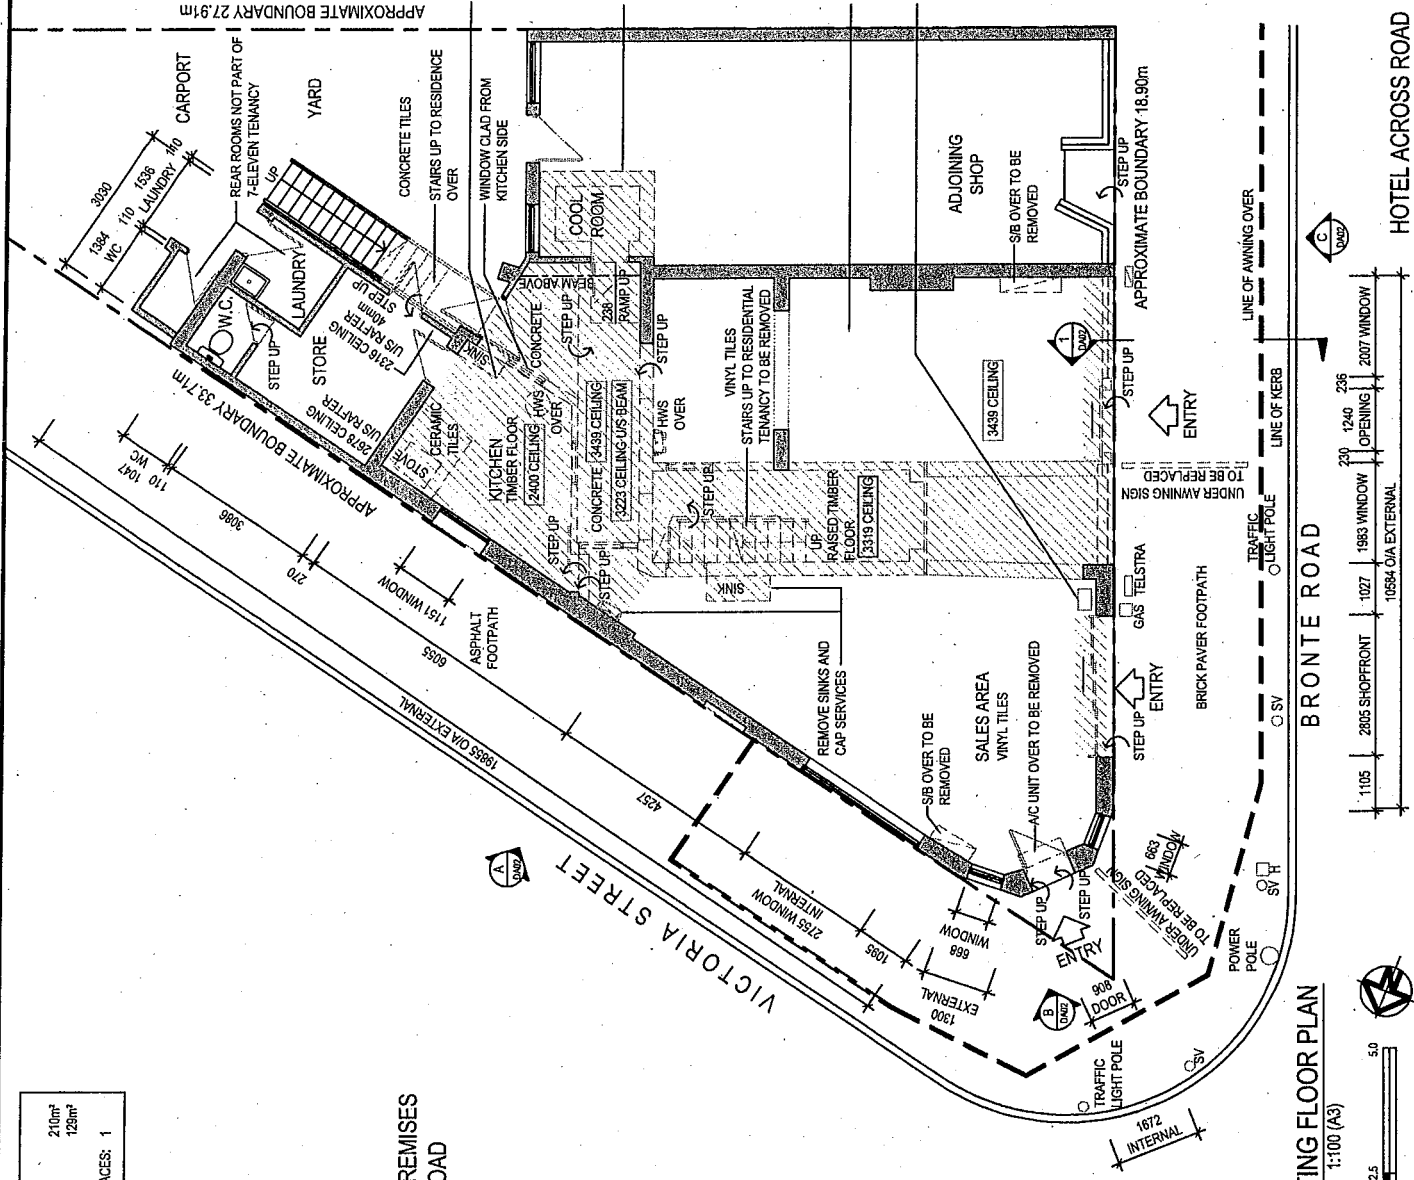 APPROXIMATE BOUNDARY 27.91m
CARPORT
REAR ROOMS NOT PART OF
7-ELEVEN TENANCY
YARD
CONCRETE TILES
STAIRS UP TO RESIDENCE
OVER
WINDOW CLAD FROM
KITCHEN SIDE
3030
1384
110
1536
110
WC
LAUNDRY
UP
W.C.
LAUNDRY
STEP UP
STORE
2316 CEILING
U/S RAFTER
STEP UP
40mm
2678 CEILING
U/S RAFTER
SINK
CERAMIC
TILES
STOVE
KITCHEN
TIMBER FLOOR
2400 CEILING
HWS
OVER
CONCRETE
STEP UP
BEAM ABOVE
COOL
ROOM
238
RAMP UP
CONCRETE
3439 CEILING
3223 CEILING U/S BEAM
STEP UP
HWS
OVER
STEP UP
STEP UP
VINYL TILES
STAIRS UP TO RESIDENTIAL
TENANCY TO BE REMOVED
STEP UP
UP
RAISED TIMBER
FLOOR
3319 CEILING
SINK
REMOVE SINKS AND
CAP SERVICES
ADJOINING
SHOP
S/B OVER TO BE
REMOVED
3439 CEILING
STEP UP
APPROXIMATE BOUNDARY 18.90m
1
DA02
STEP UP
ENTRY
UNDER AWNING SIGN
TO BE REPLACED
GAS
TELSTRA
SALES AREA
VINYL TILES
S/B OVER TO BE
REMOVED
A/C UNIT OVER TO BE REMOVED
STEP UP
ENTRY
BRICK PAVER FOOTPATH
TRAFFIC
LIGHT POLE
LINE OF KERB
LINE OF AWNING OVER
SV
BRONTE ROAD
C
DA02
HOTEL ACROSS ROAD
1105
2805 SHOPFRONT
1027
1983 WINDOW
230
1240
OPENING
236
2007 WINDOW
10584 O/A EXTERNAL
APPROXIMATE BOUNDARY 33.71m
1047
WC
110
3086
270
1151 WINDOW
6055
ASPHALT
FOOTPATH
19855 O/A EXTERNAL
4257
2755 WINDOW
INTERNAL
1095
668
WINDOW
1300
EXTERNAL
A
DA02
VICTORIA STREET
STEP UP
STEP UP
ENTRY
663
WINDOW
UNDER AWNING SIGN
TO BE REPLACED
908
DOOR
B
DA02
POWER
POLE
SV
H
TRAFFIC
LIGHT POLE
SV
1672
INTERNAL
210m²
129m²
ACES: 1
REMISES
OAD
TING FLOOR PLAN
1:100 (A3)
2.5
5.0
N